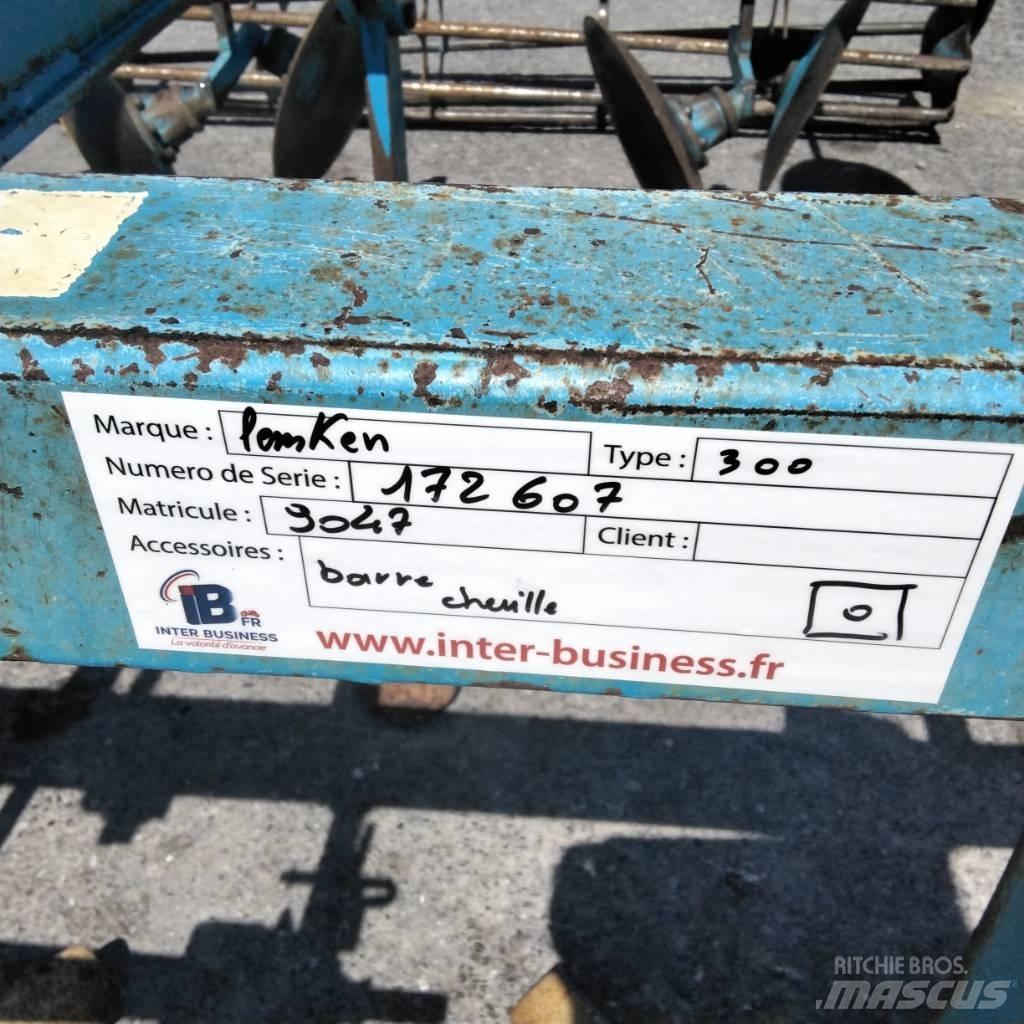 Marque : lemken Type : 300
Numero de Serie : 172 607
Matricule : 9047 Client :
Accessoires : barre
cheville 0
iB FR
INTER BUSINESS
La volonté d'avancer
www.inter-business.fr
RITCHIE BROS.
MASCUS